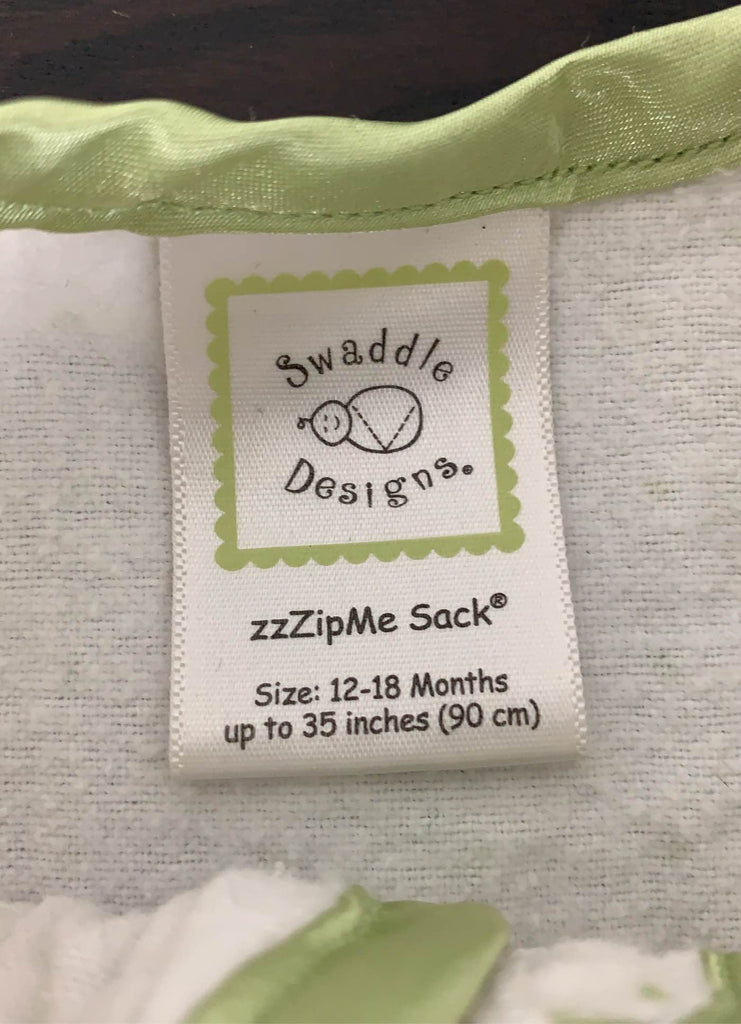 Swaddle
Designs®
zzZipMe Sack®
Size: 12-18 Months
up to 35 inches (90 cm)